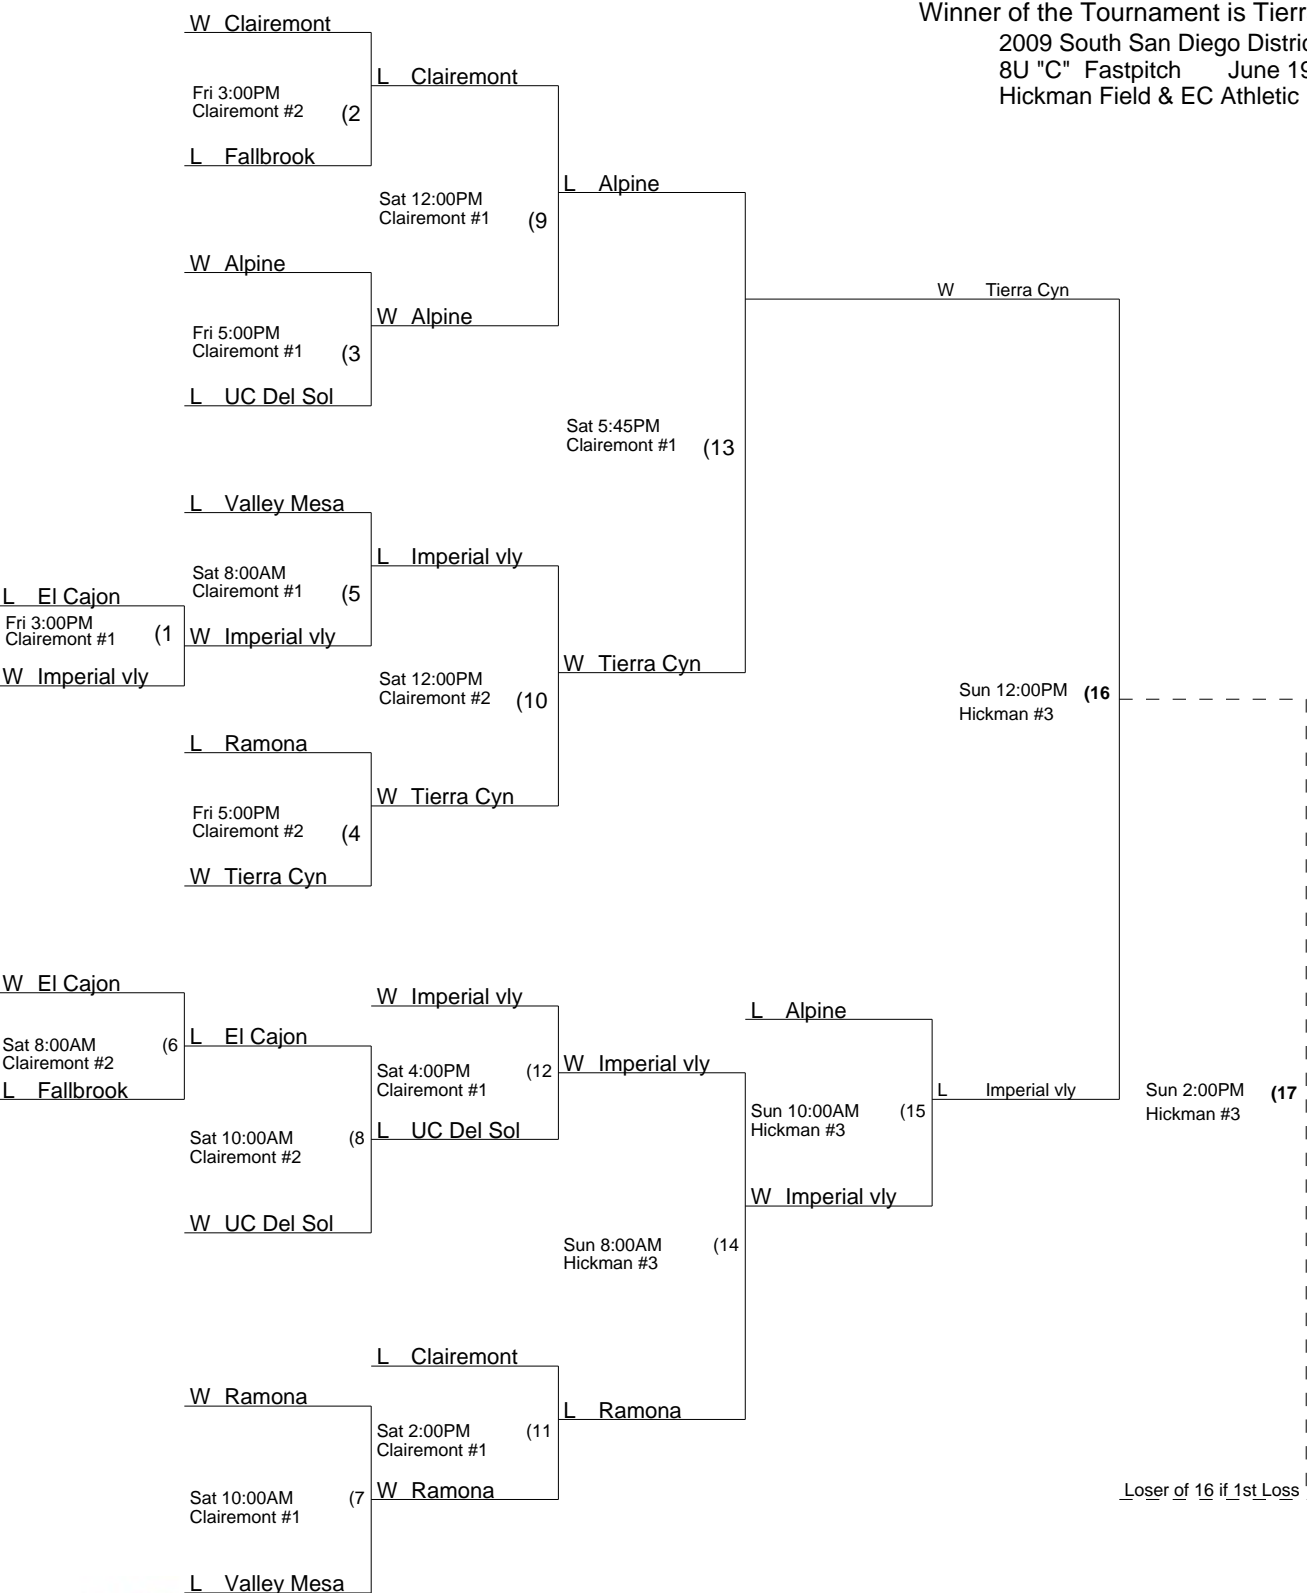 Winner of the Tournament is Tierr
2009 South San Diego Distric
8U "C" Fastpitch June 19
Hickman Field & EC Athletic
W Clairemont
L Clairemont
Fri 3:00PM
Clairemont #2 (2
L Fallbrook
L Alpine
Sat 12:00PM
Clairemont #1 (9
W Alpine
W Alpine
Fri 5:00PM
Clairemont #1 (3
L UC Del Sol
W Tierra Cyn
Sat 5:45PM
Clairemont #1 (13
L Valley Mesa
L Imperial vly
Sat 8:00AM
Clairemont #1 (5
L El Cajon
Fri 3:00PM
Clairemont #1 (1
W Imperial vly
W Imperial vly
W Tierra Cyn
Sat 12:00PM
Clairemont #2 (10
Sun 12:00PM (16
Hickman #3
L Ramona
W Tierra Cyn
Fri 5:00PM
Clairemont #2 (4
W Tierra Cyn
W El Cajon
W Imperial vly
L Alpine
L El Cajon
Sat 8:00AM (6
Clairemont #2
L Fallbrook
W Imperial vly
Sat 4:00PM (12
Clairemont #1
L Imperial vly
Sun 2:00PM (17
Hickman #3
Sun 10:00AM (15
Hickman #3
L UC Del Sol
Sat 10:00AM (8
Clairemont #2
W Imperial vly
W UC Del Sol
Sun 8:00AM (14
Hickman #3
L Clairemont
W Ramona
L Ramona
Sat 2:00PM (11
Clairemont #1
W Ramona
Loser of 16 if 1st Loss
Sat 10:00AM (7
Clairemont #1
L Valley Mesa